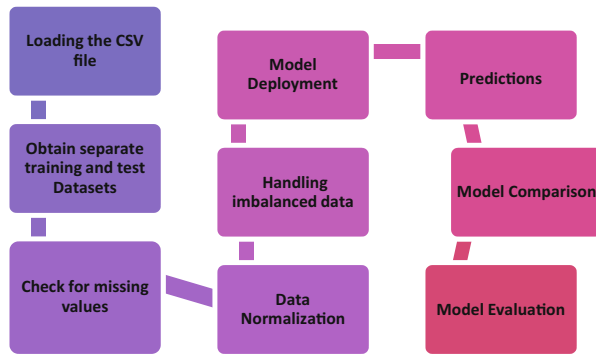 Loading the CSV
file
Obtain separate
training and test
Datasets
Check for missing
values
Data
Normalization
Handling
imbalanced data
Model
Deployment
Predictions
Model Comparison
Model Evaluation